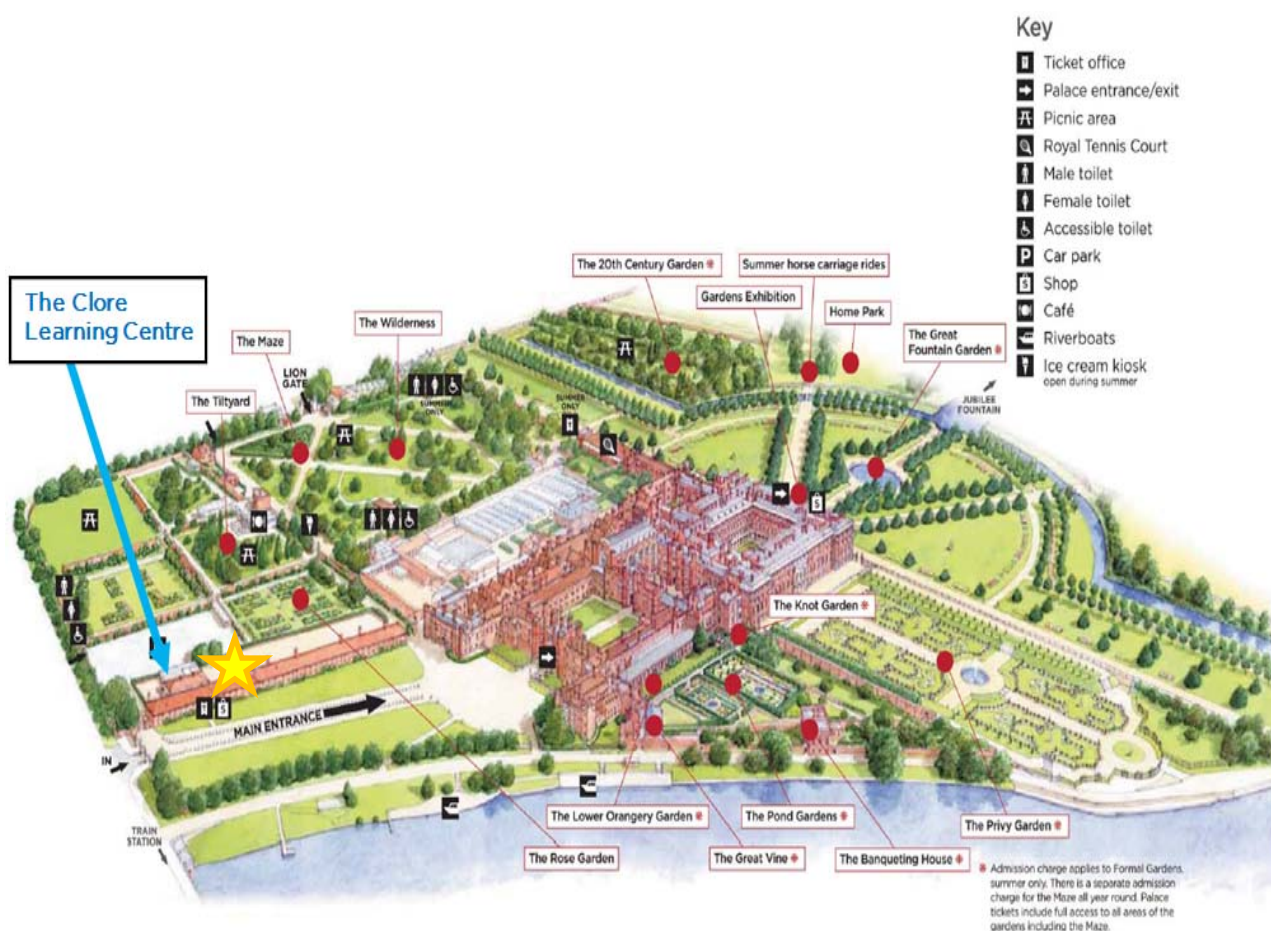 Key
Ticket office
Palace entrance/exit
Picnic area
Royal Tennis Court
Male toilet
Female toilet
Accessible toilet
P
Car park
S
Shop
Café
Riverboats
Ice cream kiosk
open during summer
The Clore
Learning Centre
The 20th Century Garden
Summer horse carriage rides
Gardens Exhibition
Home Park
The Great
Fountain Garden
The Wilderness
The Maze
LION
GATE
The Tiltyard
SUMMER
ONLY
SUMMER
ONLY
JUBILEE
FOUNTAIN
S
The Knot Garden
S
MAIN ENTRANCE
IN
TRAIN
STATION
The Lower Orangery Garden
The Pond Gardens
The Privy Garden
The Rose Garden
The Great Vine
The Banqueting House
Admission charge applies to Formal Gardens,
summer only. There is a separate admission
charge for the Maze all year round. Palace
tickets include full access to all areas of the
gardens including the Maze.